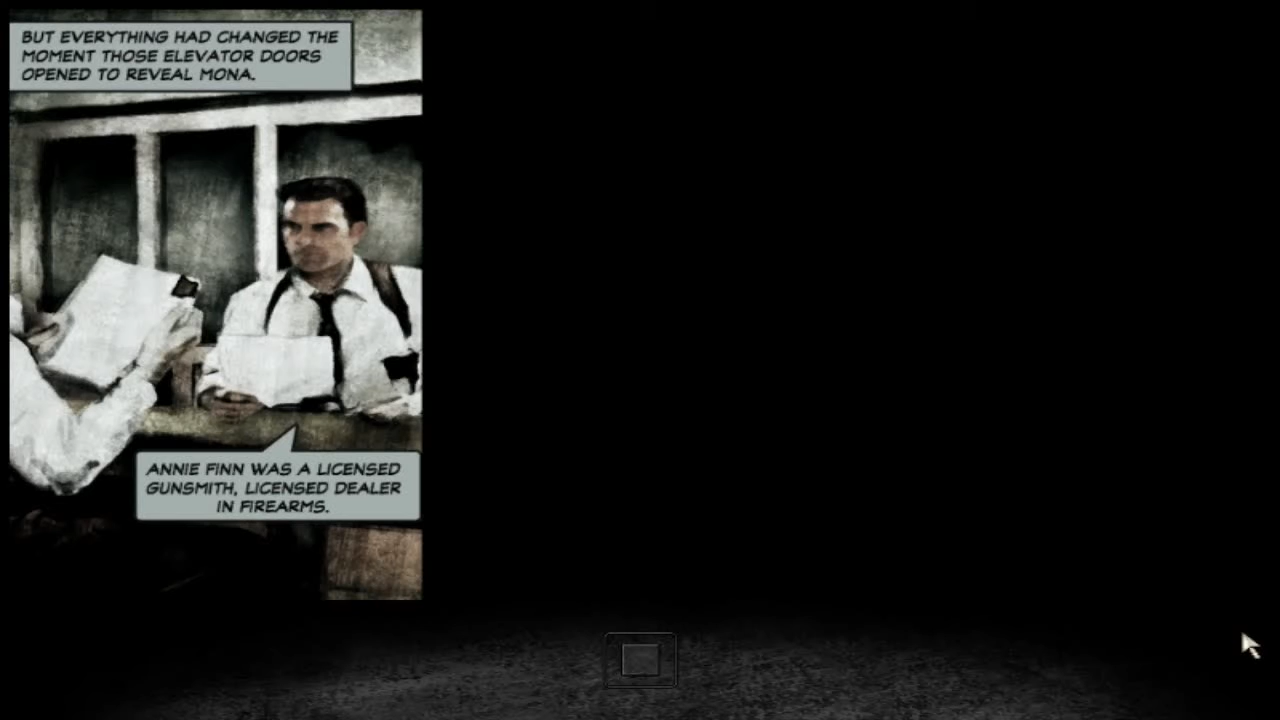 BUT EVERYTHING HAD CHANGED THE
MOMENT THOSE ELEVATOR DOORS
OPENED TO REVEAL MONA.
ANNIE FINN WAS A LICENSED
GUNSMITH, LICENSED DEALER
IN FIREARMS.